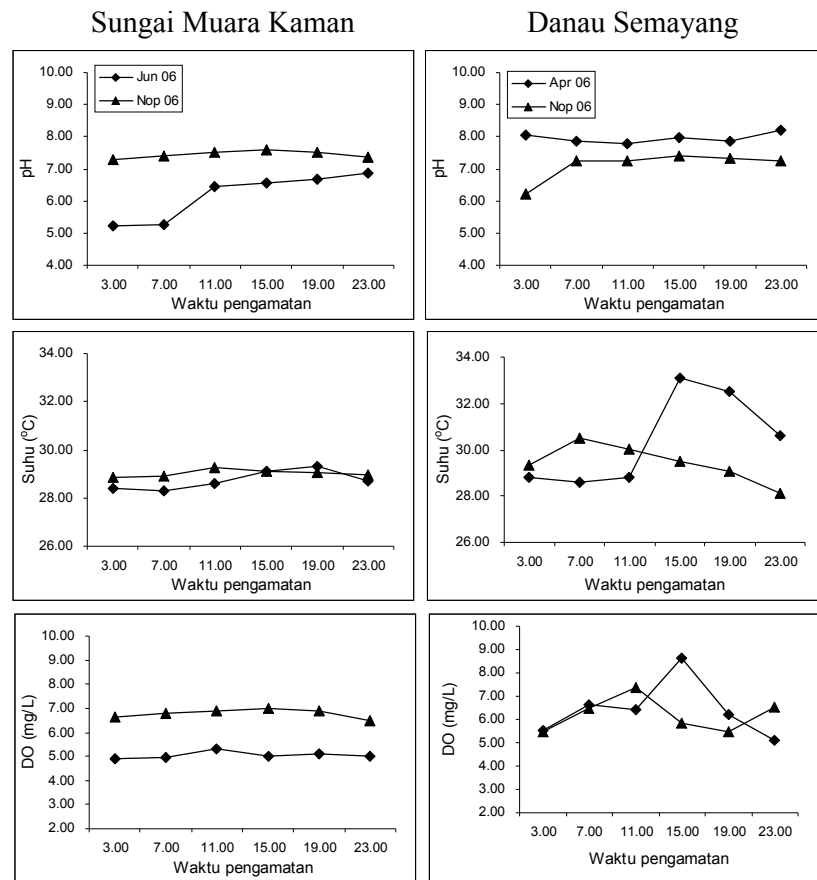 Sungai Muara Kaman
Danau Semayang
10.00
9.00
8.00
7.00
6.00
5.00
4.00
pH
Jun 06
Nop 06
3.00 7.00 11.00 15.00 19.00 23.00
Waktu pengamatan
10.00
9.00
8.00
7.00
6.00
5.00
4.00
pH
Apr 06
Nop 06
3.00 7.00 11.00 15.00 19.00 23.00
Waktu pengamatan
34.00
32.00
30.00
28.00
26.00
Suhu (°C)
3.00 7.00 11.00 15.00 19.00 23.00
Waktu pengamatan
34.00
32.00
30.00
28.00
26.00
Suhu (°C)
3.00 7.00 11.00 15.00 19.00 23.00
Waktu pengamatan
10.00
9.00
8.00
7.00
6.00
5.00
4.00
3.00
2.00
DO (mg/L)
3.00 7.00 11.00 15.00 19.00 23.00
Waktu pengamatan
10.00
9.00
8.00
7.00
6.00
5.00
4.00
3.00
2.00
DO (mg/L)
3.00 7.00 11.00 15.00 19.00 23.00
Waktu pengamatan